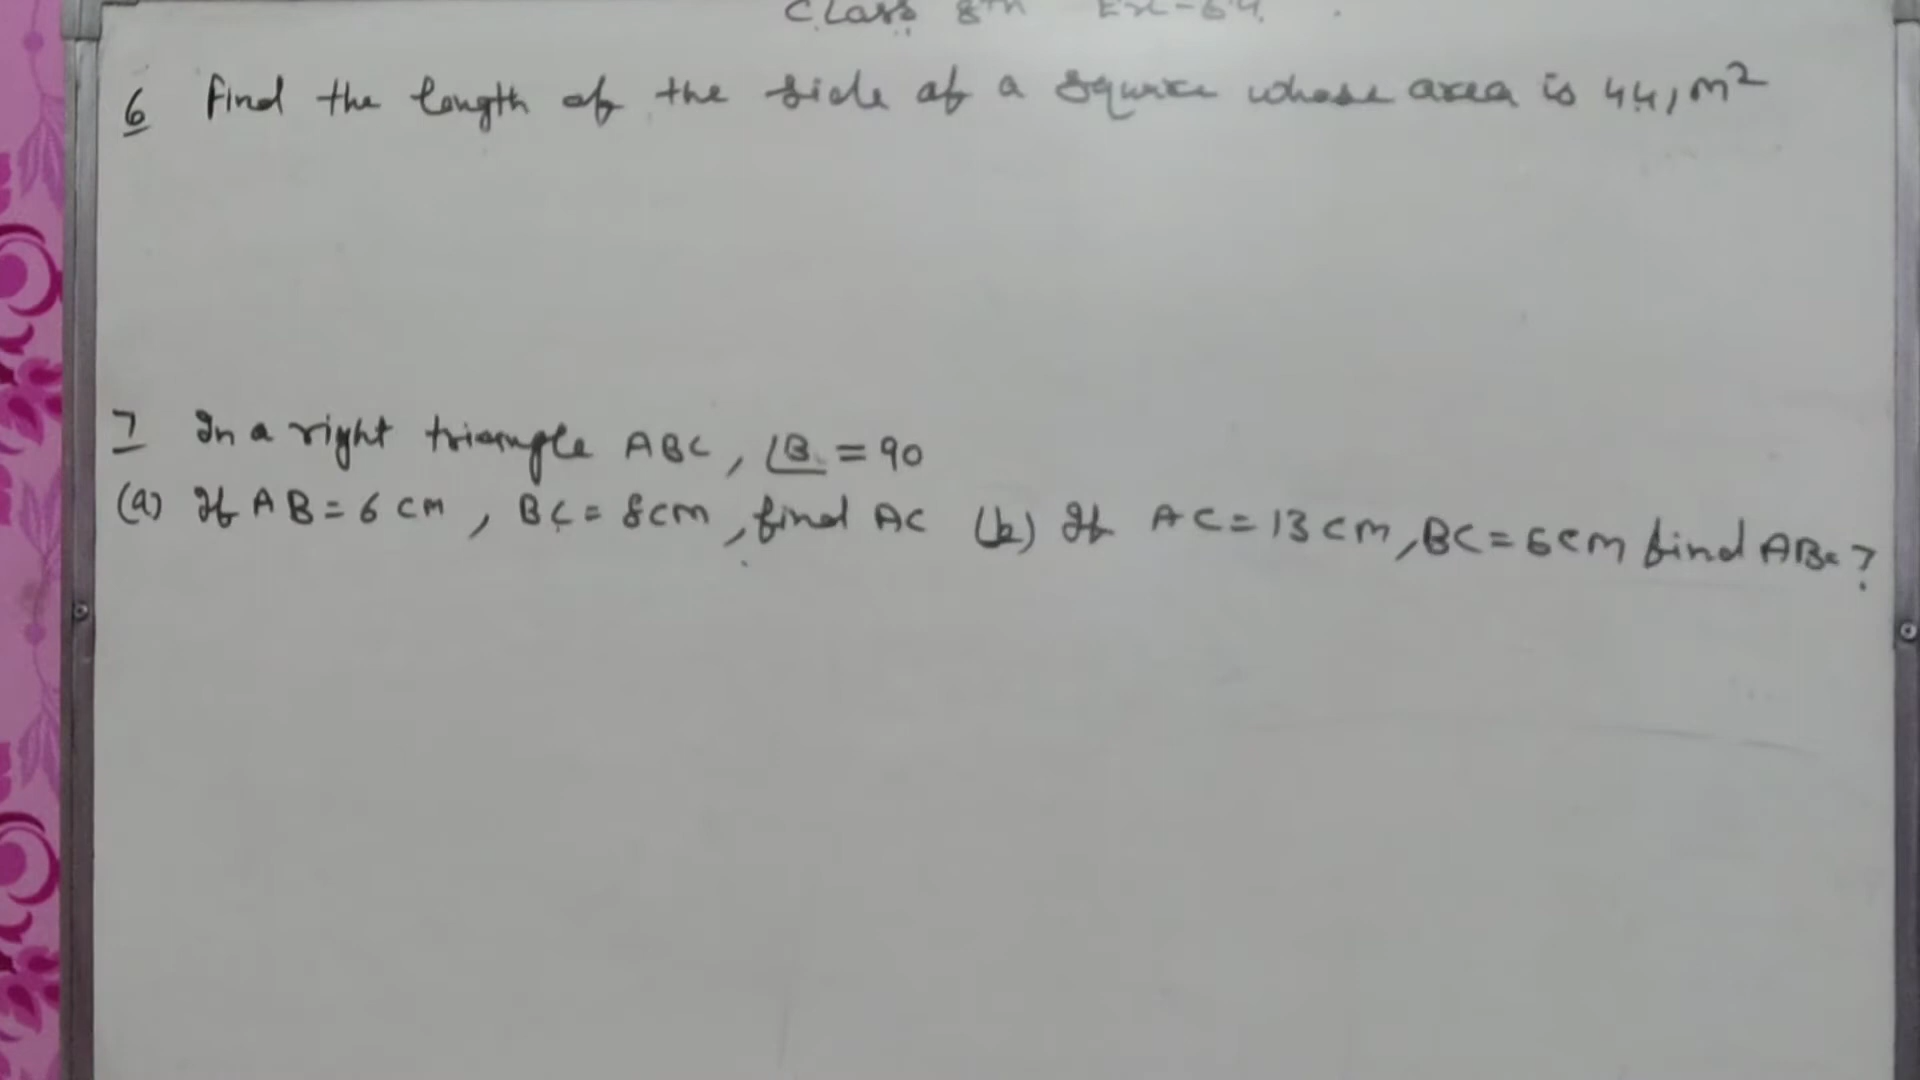 Class 8th Ex-6.4.
6 Find the length of the side of a square whose area is 441 m²
7 In a right triangle ABC, ∠B = 90
(a) If AB = 6 cm, BC = 8cm, find AC (b) If AC = 13 cm, BC = 5cm find AB = ?